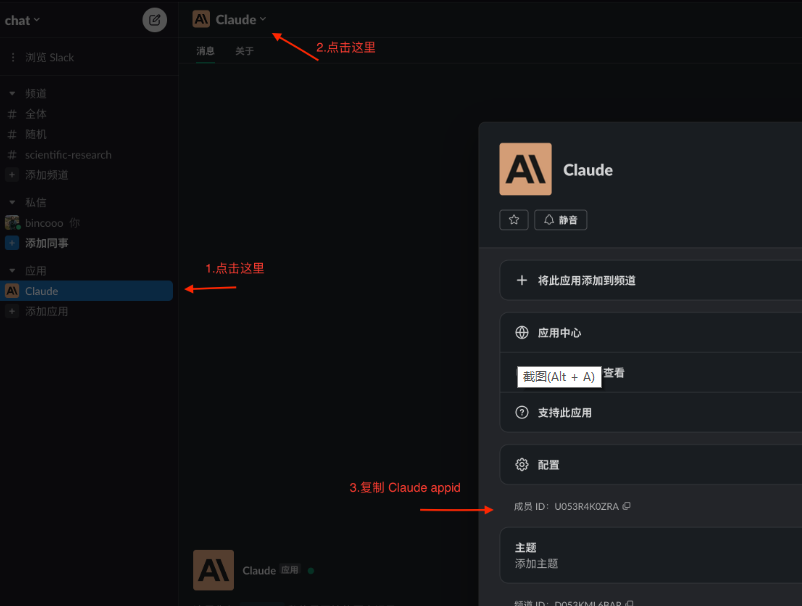 chat
Claude
2.点击这里
消息 关于
浏览 Slack
频道
# 全体
# 随机
# scientific-research
+ 添加频道
私信
bincooo 你
+ 添加同事
1.点击这里
应用
Claude
+ 添加应用
Claude
静音
+ 将此应用添加到频道
应用中心
截图(Alt + A) 查看
支持此应用
配置
3.复制 Claude appid
成员 ID: U053R4K0ZRA
主题
添加主题
Claude 应用
频道 ID: D053KML6BAP